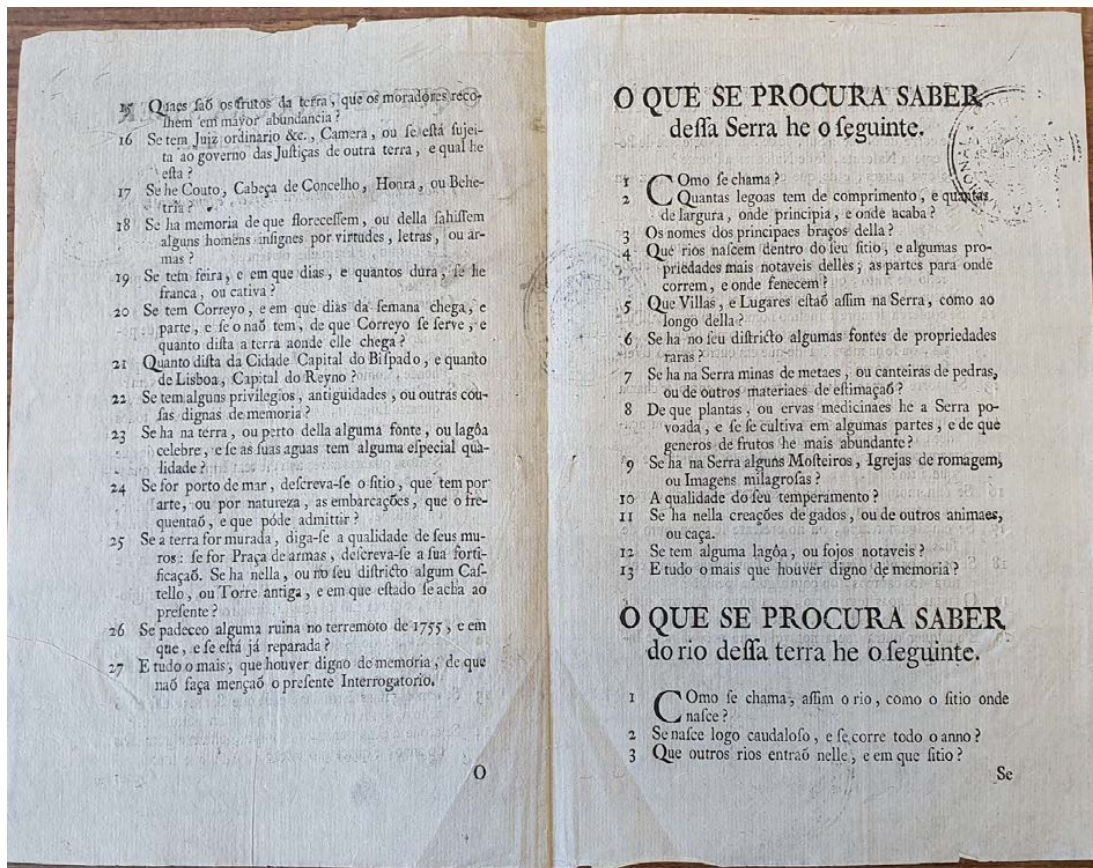 15 Quaes ſaõ os frutos da terra, que os moradores reco-
lhem em mayor abundancia?
16 Se tem Juiz ordinario &c., Camera, ou ſe eſtá ſujei-
ta ao governo das Juſtiças de outra terra, e qual he
eſta?
17 Se he Couto, Cabeça de Concelho, Honra, ou Behe-
tria?
18 Se ha memoria de que floreceſſem, ou della ſahiſſem
alguns homens inſignes por virtudes, letras, ou ar-
mas?
19 Se tem feira, e em que dias, e quantos dura, ſe he
franca, ou cativa?
20 Se tem Correyo, e em que dias da ſemana chega, e
parte, e ſe o naõ tem, de que Correyo ſe ſerve, e
quanto diſta a terra aonde elle chega?
21 Quanto diſta da Cidade Capital do Biſpado, e quanto
de Lisboa, Capital do Reyno?
22 Se tem alguns privilegios, antiguidades, ou outras cou-
ſas dignas de memoria?
23 Se ha na terra, ou perto della alguma fonte, ou lagôa
celebre, e ſe as ſuas aguas tem alguma eſpecial qua-
lidade?
24 Se for porto de mar, deſcreva-ſe o ſitio, que tem por
arte, ou por natureza, as embarcações, que o fre-
quentaõ, e que póde admittir?
25 Se a terra for murada, diga-ſe a qualidade de ſeus mu-
ros: ſe for Praça de armas, deſcreva-ſe a ſua forti-
ficaçaõ. Se ha nella, ou no ſeu diſtricto algum Caſ-
tello, ou Torre antiga, e em que eſtado ſe acha ao
preſente?
26 Se padeceo alguma ruina no terremoto de 1755, e em
que, e ſe eſtá já reparada?
27 E tudo o mais, que houver digno de memoria, de que
naõ faça mençaõ o preſente Interrogatorio.
O
O QUE SE PROCURA SABER
deſſa Serra he o ſeguinte.
1 COmo ſe chama?
2 Quantas legoas tem de comprimento, e quantas
de largura, onde principia, e onde acaba?
3 Os nomes dos principaes braços della?
4 Que rios naſcem dentro do ſeu ſitio, e algumas pro-
priedades mais notaveis delles; as partes para onde
correm, e onde fenecem?
5 Que Villas, e Lugares eſtaõ aſſim na Serra, como ao
longo della?
6 Se ha no ſeu diſtricto algumas fontes de propriedades
raras?
7 Se ha na Serra minas de metaes, ou canteiras de pedras,
ou de outros materiaes de eſtimaçaõ?
8 De que plantas, ou ervas medicinaes he a Serra po-
voada, e ſe ſe cultiva em algumas partes, e de que
generos de frutos he mais abundante?
9 Se ha na Serra alguns Moſteiros, Igrejas de romagem,
ou Imagens milagroſas?
10 A qualidade do ſeu temperamento?
11 Se ha nella creações de gados, ou de outros animaes,
ou caça.
12 Se tem alguma lagôa, ou fojos notaveis?
13 E tudo o mais que houver digno de memoria?
O QUE SE PROCURA SABER
do rio deſſa terra he o ſeguinte.
1 COmo ſe chama, aſſim o rio, como o ſitio onde
naſce?
2 Se naſce logo caudaloſo, e ſe corre todo o anno?
3 Que outros rios entraõ nelle, e em que ſitio?
Se